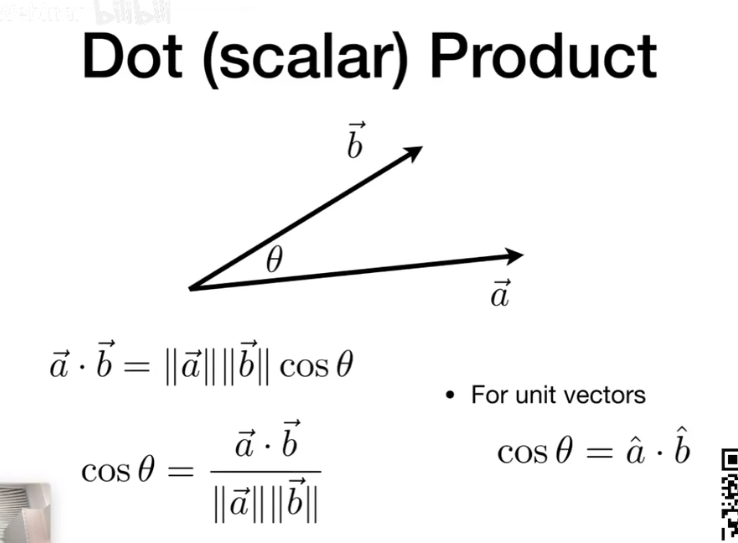 bilibili
Dot (scalar) Product
$\vec{b}$
θ
$\vec{a}$
$\vec{a} \cdot \vec{b} = \|\vec{a}\| \|\vec{b}\| \cos\theta$
• For unit vectors
$\cos\theta = \frac{\vec{a} \cdot \vec{b}}{\|\vec{a}\| \|\vec{b}\|}$
$\cos\theta = \hat{a} \cdot \hat{b}$